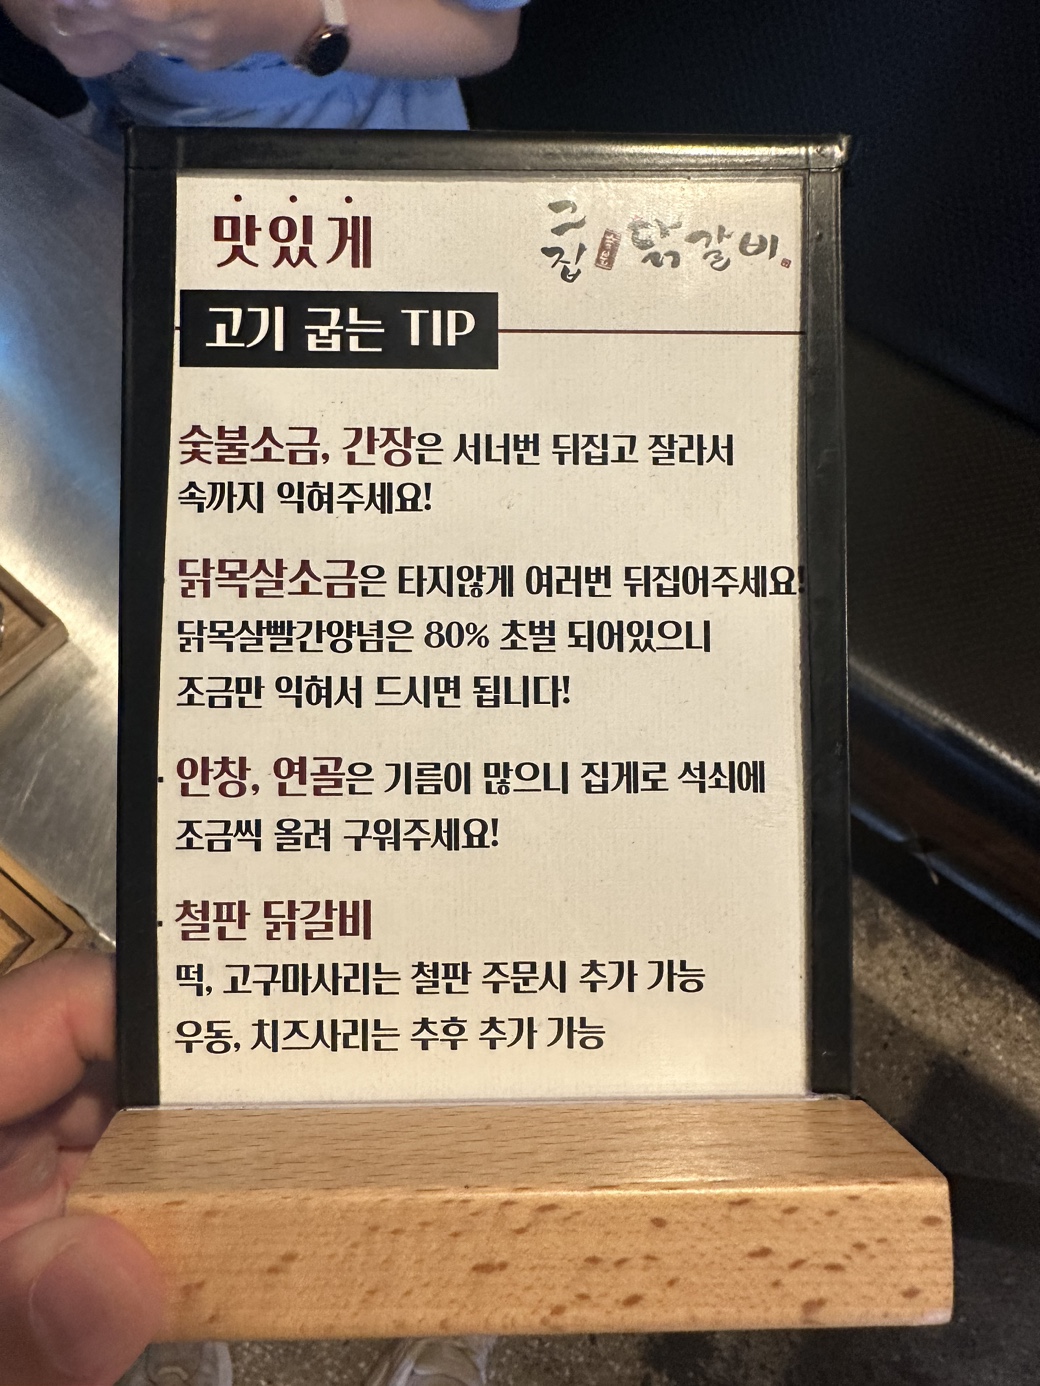 맛있게
그집 숯불 닭갈비
고기 굽는 TIP
숯불소금, 간장은 서너번 뒤집고 잘라서
속까지 익혀주세요!
닭목살소금은 타지않게 여러번 뒤집어주세요!
닭목살빨간양념은 80% 초벌 되어있으니
조금만 익혀서 드시면 됩니다!
안창, 연골은 기름이 많으니 집게로 석쇠에
조금씩 올려 구워주세요!
철판 닭갈비
떡, 고구마사리는 철판 주문시 추가 가능
우동, 치즈사리는 추후 추가 가능